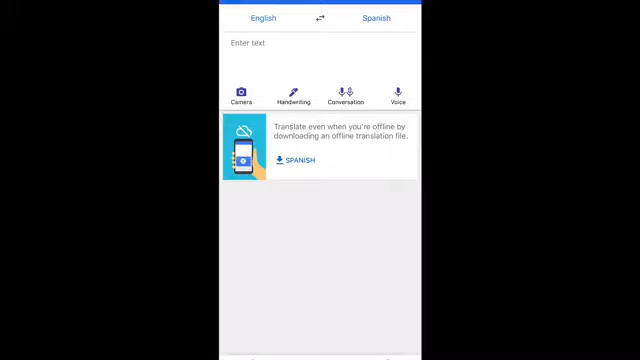 English Spanish
Enter text
Camera Handwriting Conversation Voice
Translate even when you're offline by
downloading an offline translation file.
SPANISH